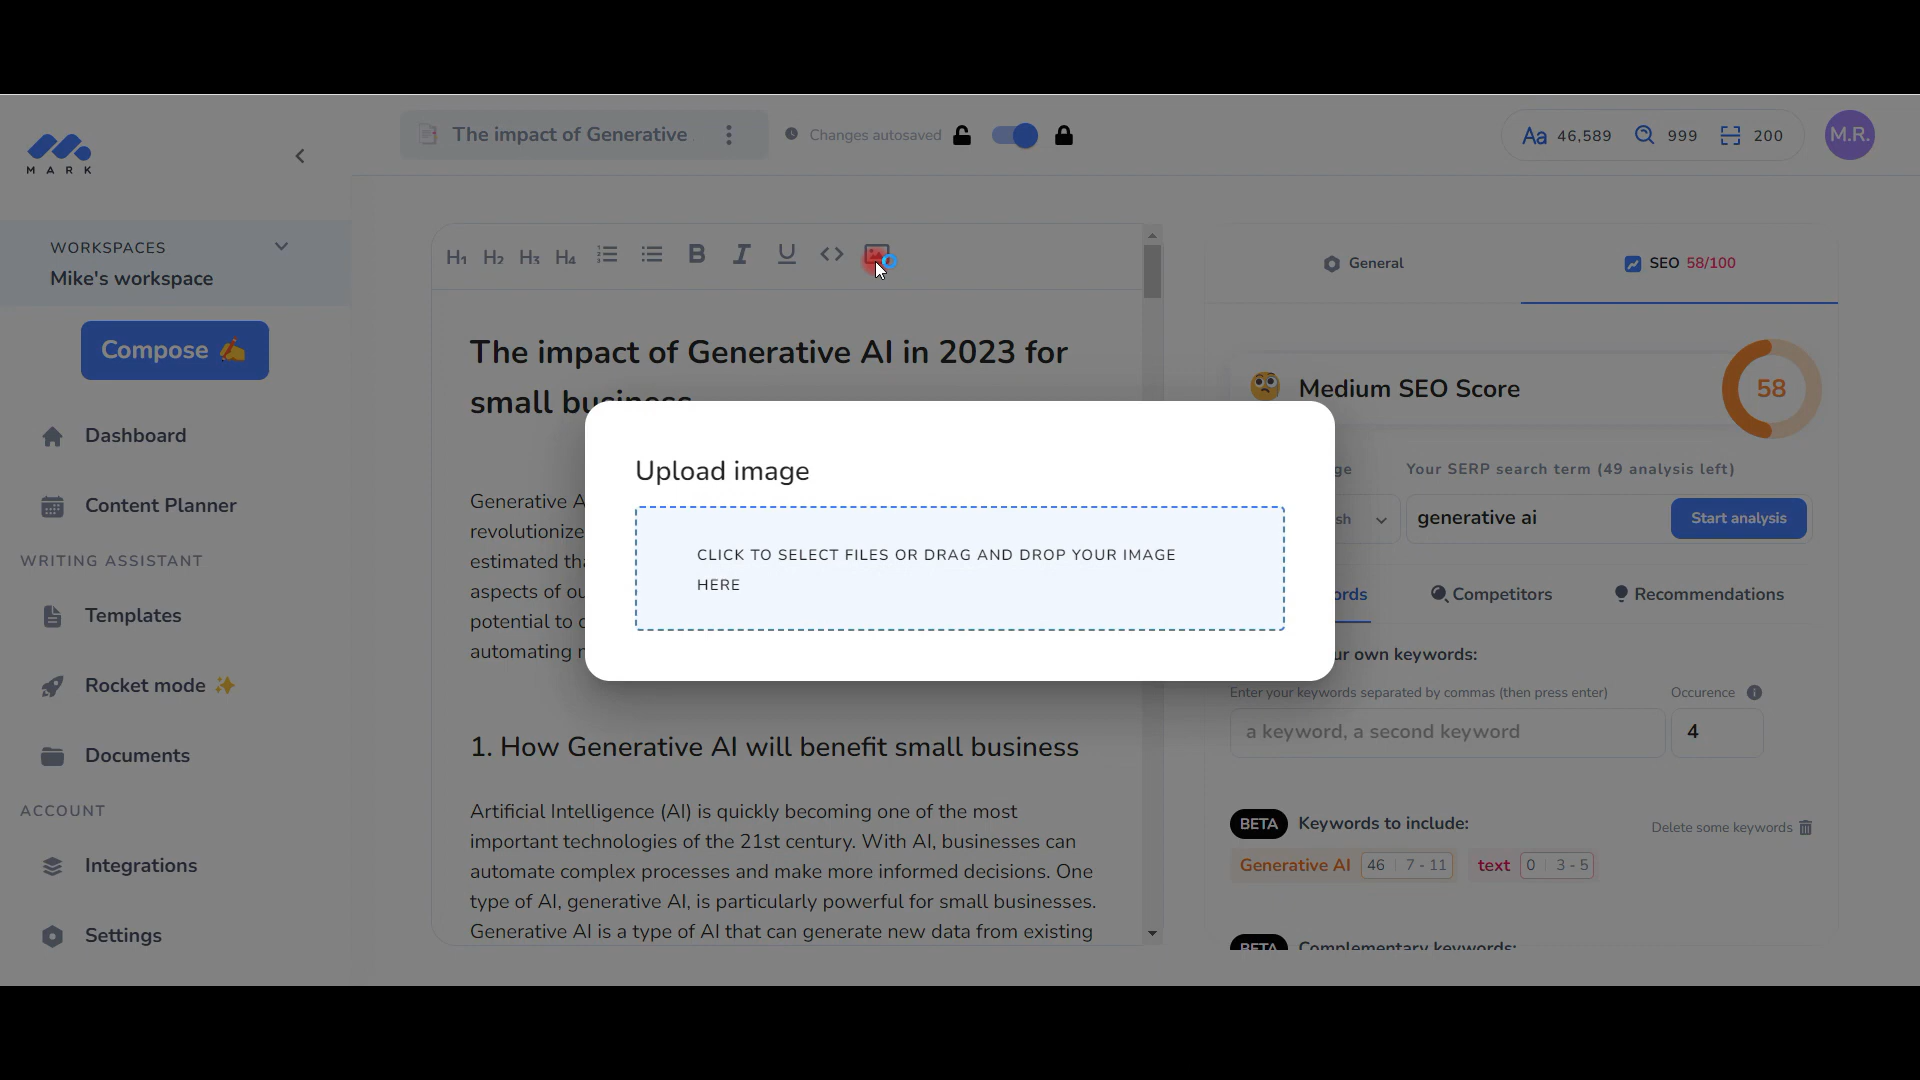 MARK
The impact of Generative
Changes autosaved
46,589
999
200
M.R.
WORKSPACES
Mike's workspace
Compose
Dashboard
Content Planner
WRITING ASSISTANT
Templates
Rocket mode
Documents
ACCOUNT
Integrations
Settings
H1 H2 H3 H4 B I U <>
The impact of Generative AI in 2023 for
small business
Generative A
revolutionize
estimated tha
aspects of ou
potential to
automating
1. How Generative AI will benefit small business
Artificial Intelligence (AI) is quickly becoming one of the most
important technologies of the 21st century. With AI, businesses can
automate complex processes and make more informed decisions. One
type of AI, generative AI, is particularly powerful for small businesses.
Generative AI is a type of AI that can generate new data from existing
Upload image
CLICK TO SELECT FILES OR DRAG AND DROP YOUR IMAGE
HERE
General
SEO 58/100
Medium SEO Score
58
ge
Your SERP search term (49 analysis left)
sh
generative ai
Start analysis
ords
Competitors
Recommendations
ur own keywords:
Enter your keywords separated by commas (then press enter)
Occurence
a keyword, a second keyword
4
BETA Keywords to include:
Delete some keywords
Generative AI 46 7 - 11
text 0 3 - 5
BETA Complementary keywords: